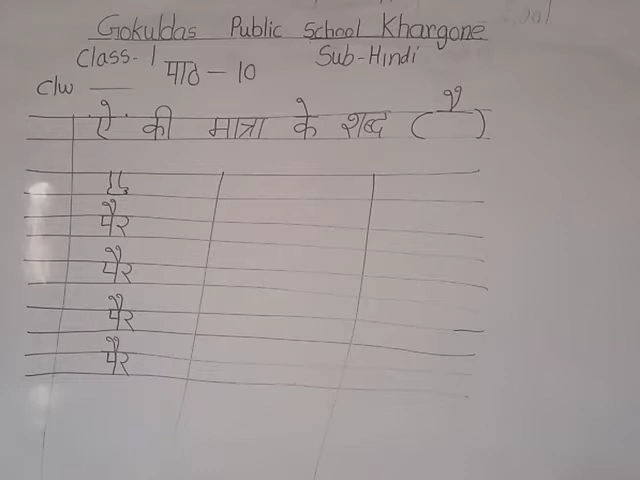 Gokuldas Public School Khargone
Class-1 Sub-Hindi
पाठ - 10
C/W
ऐ की मात्रा के शब्द ( ै )
पैर
पैर
पैर
पैर